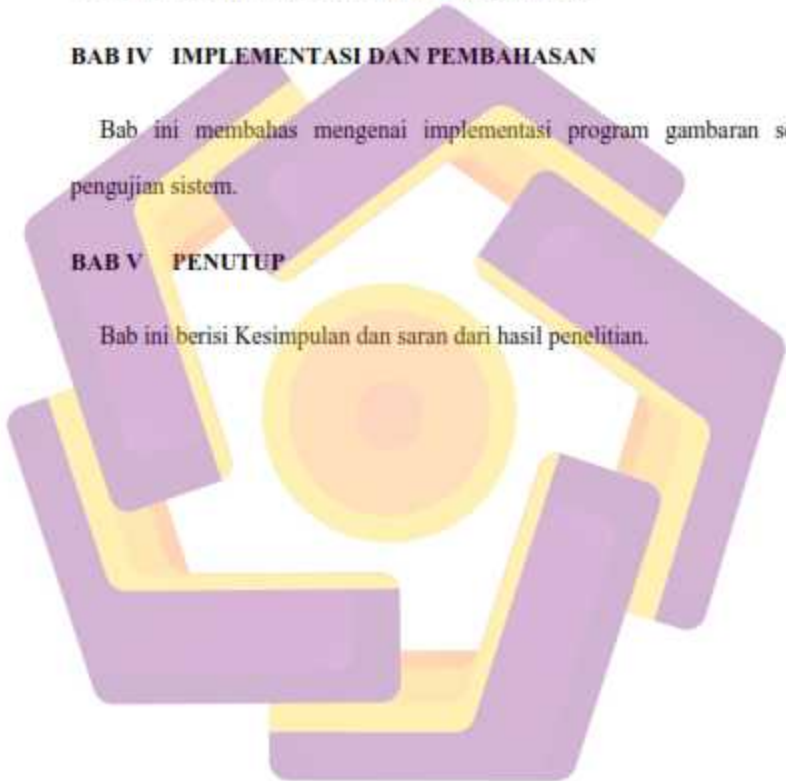 BAB IV IMPLEMENTASI DAN PEMBAHASAN
Bab ini membahas mengenai implementasi program gambaran
pengujian sistem.
BAB V PENUTUP
Bab ini berisi Kesimpulan dan saran dari hasil penelitian.